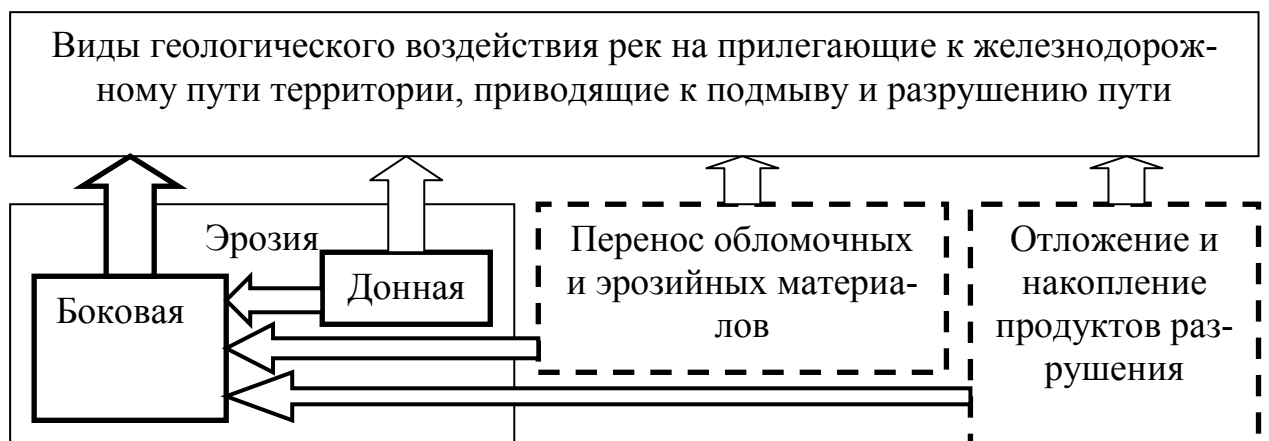 Виды геологического воздействия рек на прилегающие к железнодорож-
ному пути территории, приводящие к подмыву и разрушению пути
Эрозия
Боковая
Донная
Перенос обломочных
и эрозийных материа-
лов
Отложение и
накопление
продуктов раз-
рушения